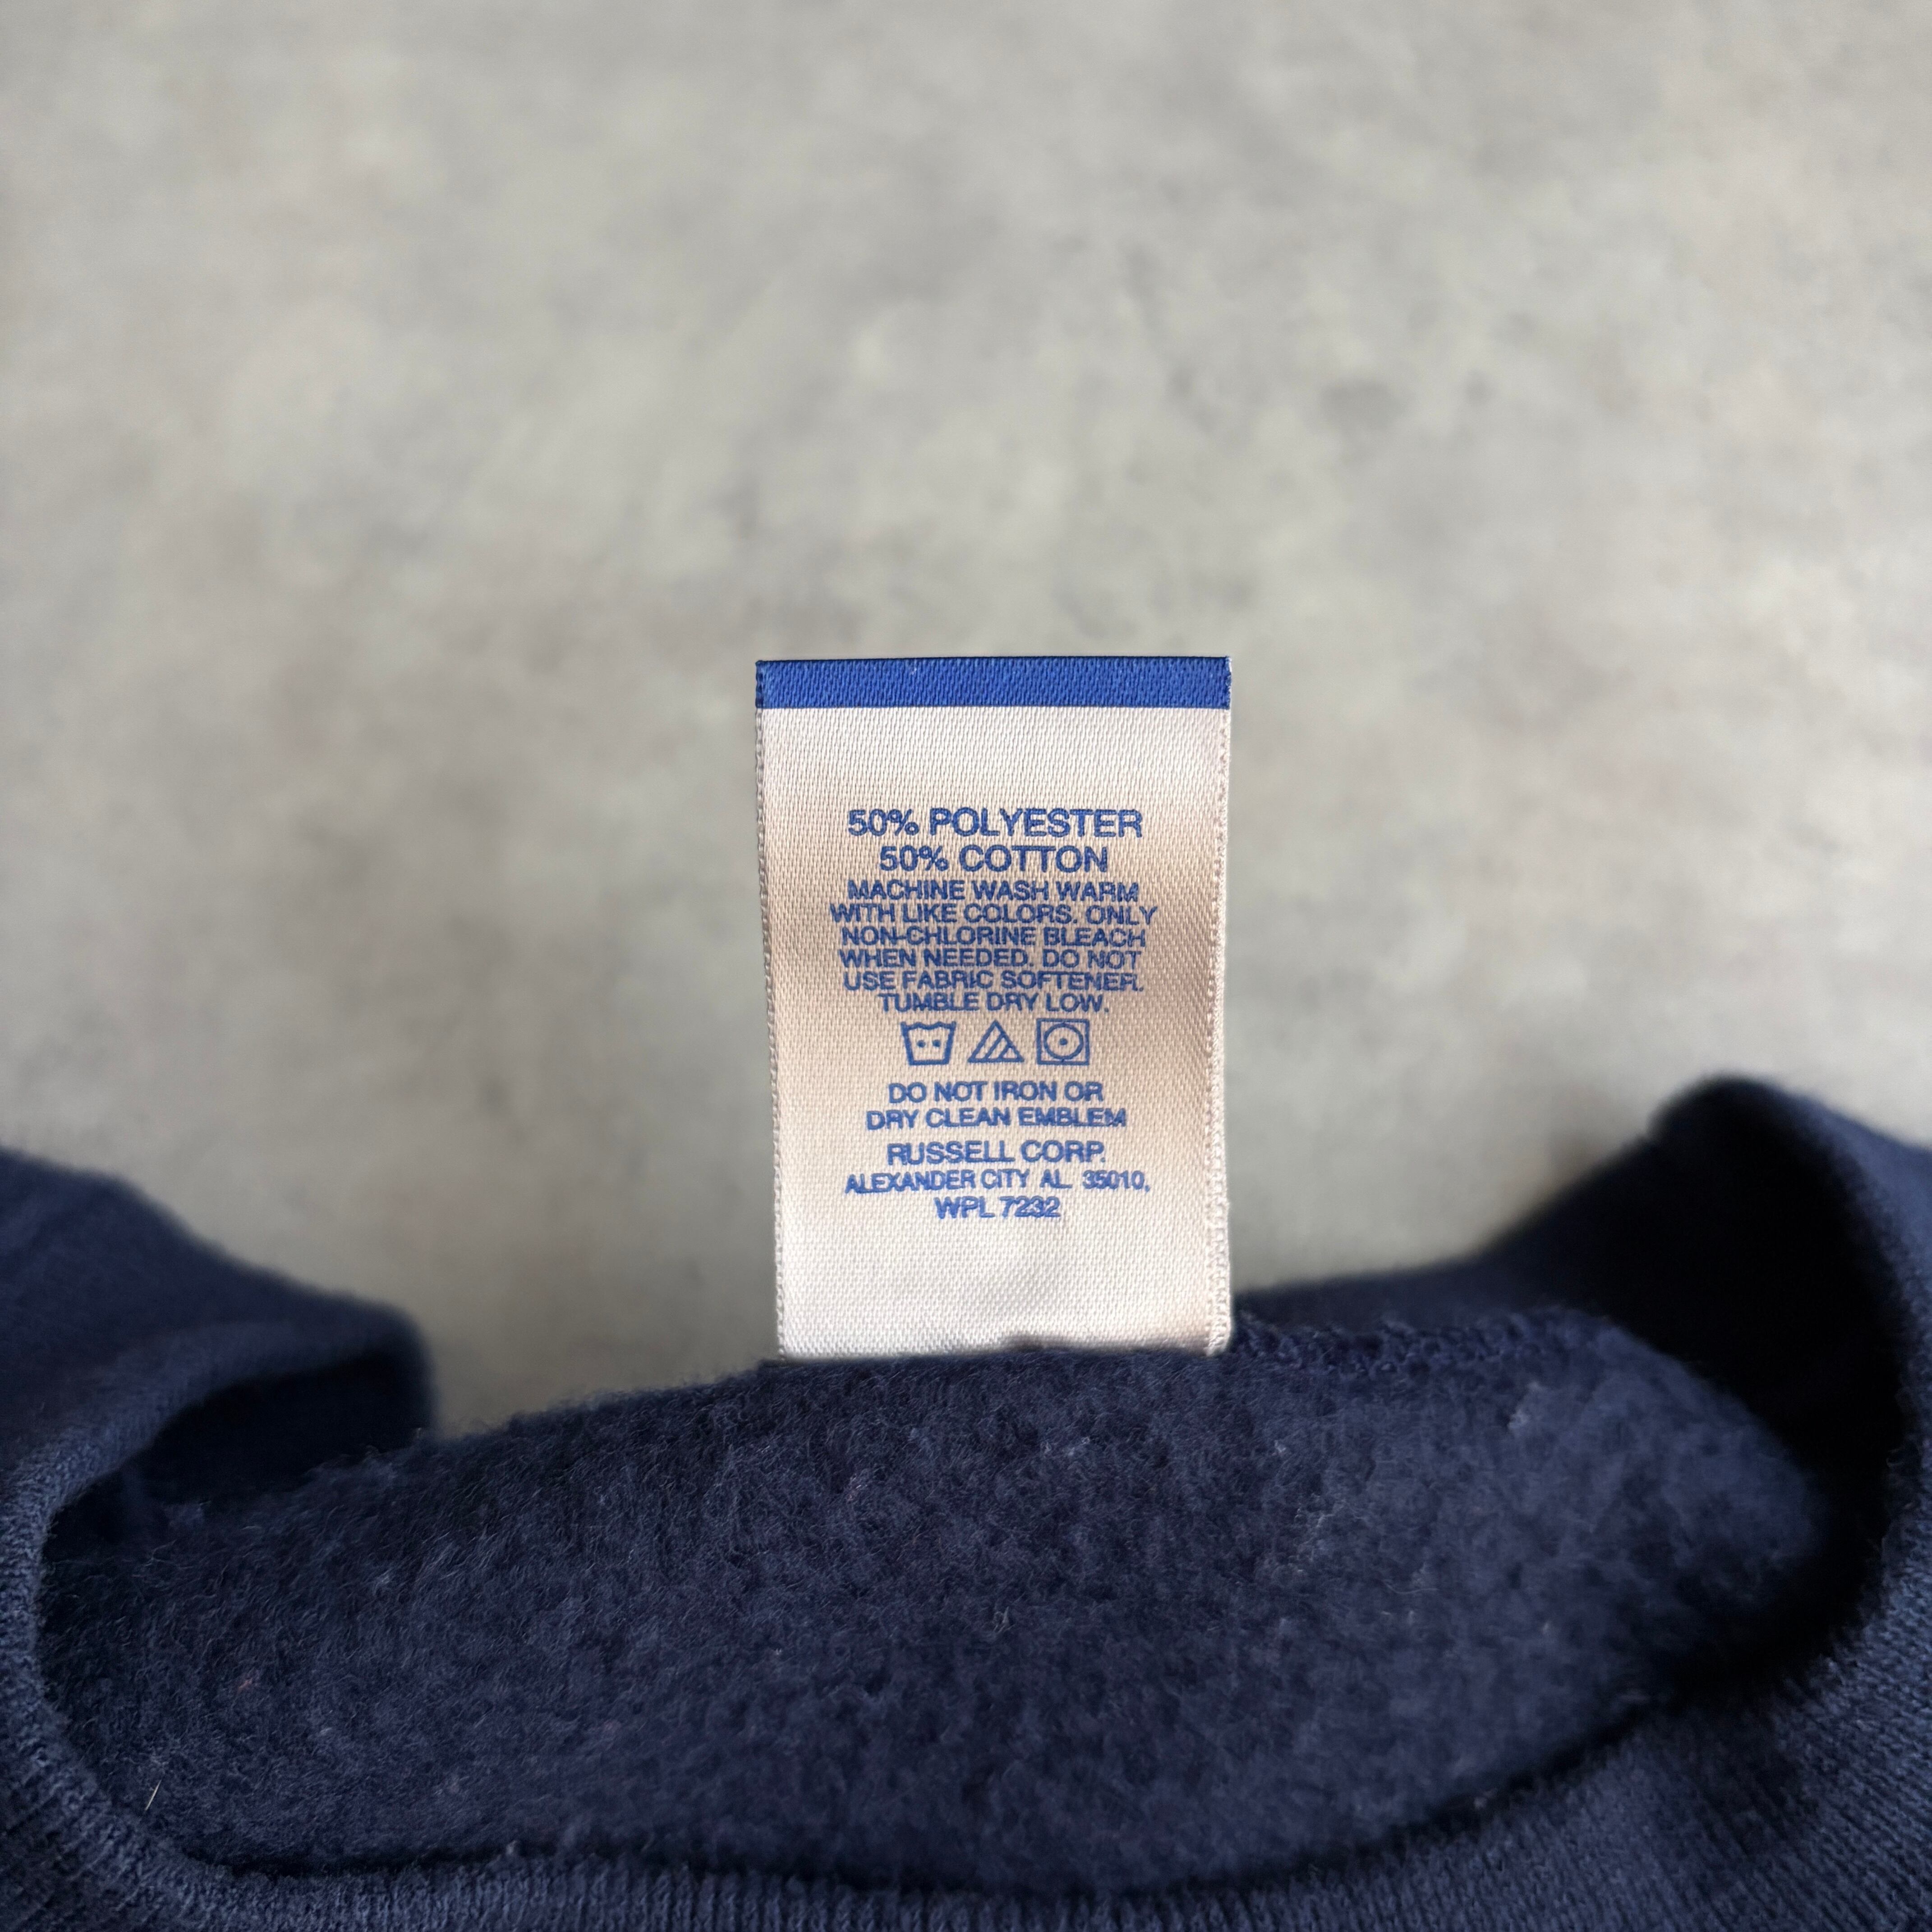 50% POLYESTER
50% COTTON
MACHINE WASH WARM
WITH LIKE COLORS. ONLY
NON-CHLORINE BLEACH
WHEN NEEDED. DO NOT
USE FABRIC SOFTENER.
TUMBLE DRY LOW.
DO NOT IRON OR
DRY CLEAN EMBLEM
RUSSELL CORP.
ALEXANDER CITY AL 35010,
WPL 7232